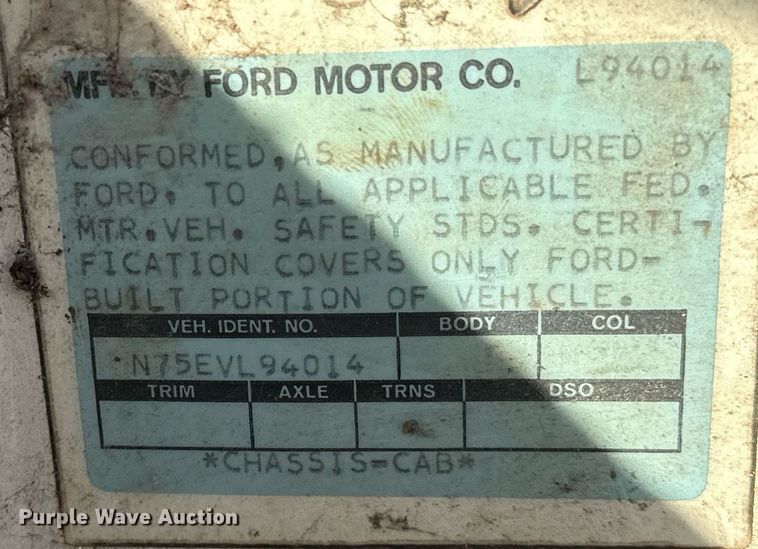 MFD. BY FORD MOTOR CO. L94014
CONFORMED, AS MANUFACTURED BY
FORD. TO ALL APPLICABLE FED.
MTR.VEH. SAFETY STDS. CERTI-
FICATION COVERS ONLY FORD-
BUILT PORTION OF VEHICLE.
VEH. IDENT. NO. BODY COL
N75EVL94014
TRIM AXLE TRNS DSO
*CHASSIS-CAB*
Purple Wave Auction